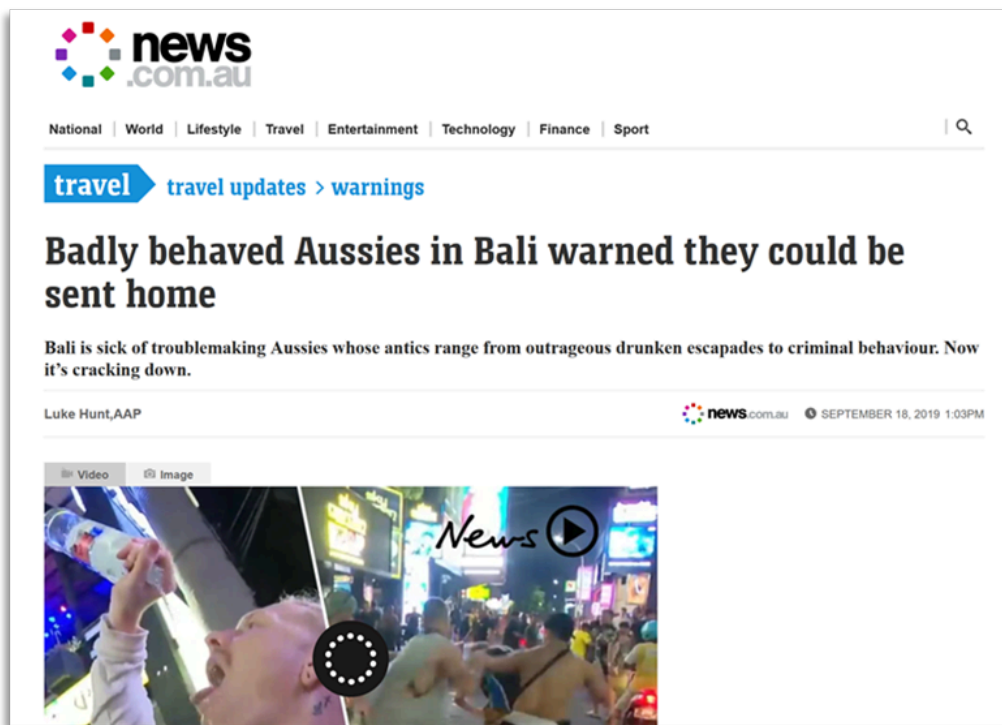 news
.com.au
National World Lifestyle Travel Entertainment Technology Finance Sport
travel travel updates > warnings
Badly behaved Aussies in Bali warned they could be
sent home
Bali is sick of troublemaking Aussies whose antics range from outrageous drunken escapades to criminal behaviour. Now
it's cracking down.
Luke Hunt,AAP news.com.au SEPTEMBER 18, 2019 1:03PM
Video Image
News